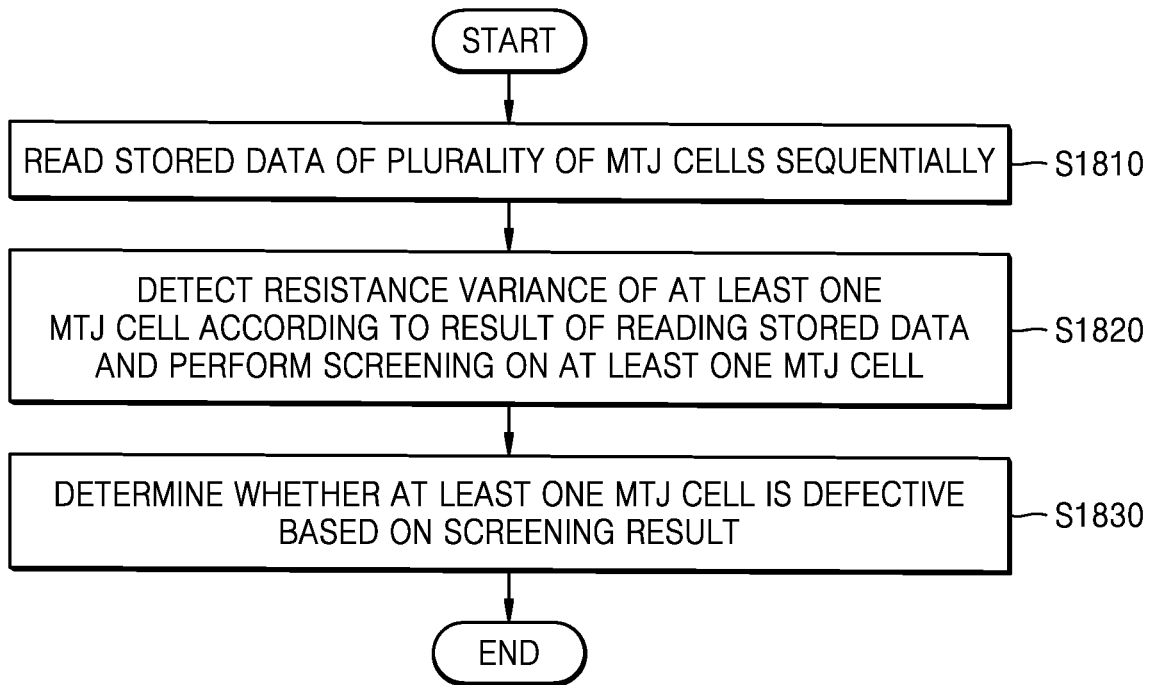 START
READ STORED DATA OF PLURALITY OF MTJ CELLS SEQUENTIALLY
S1810
DETECT RESISTANCE VARIANCE OF AT LEAST ONE
MTJ CELL ACCORDING TO RESULT OF READING STORED DATA
AND PERFORM SCREENING ON AT LEAST ONE MTJ CELL
S1820
DETERMINE WHETHER AT LEAST ONE MTJ CELL IS DEFECTIVE
BASED ON SCREENING RESULT
S1830
END